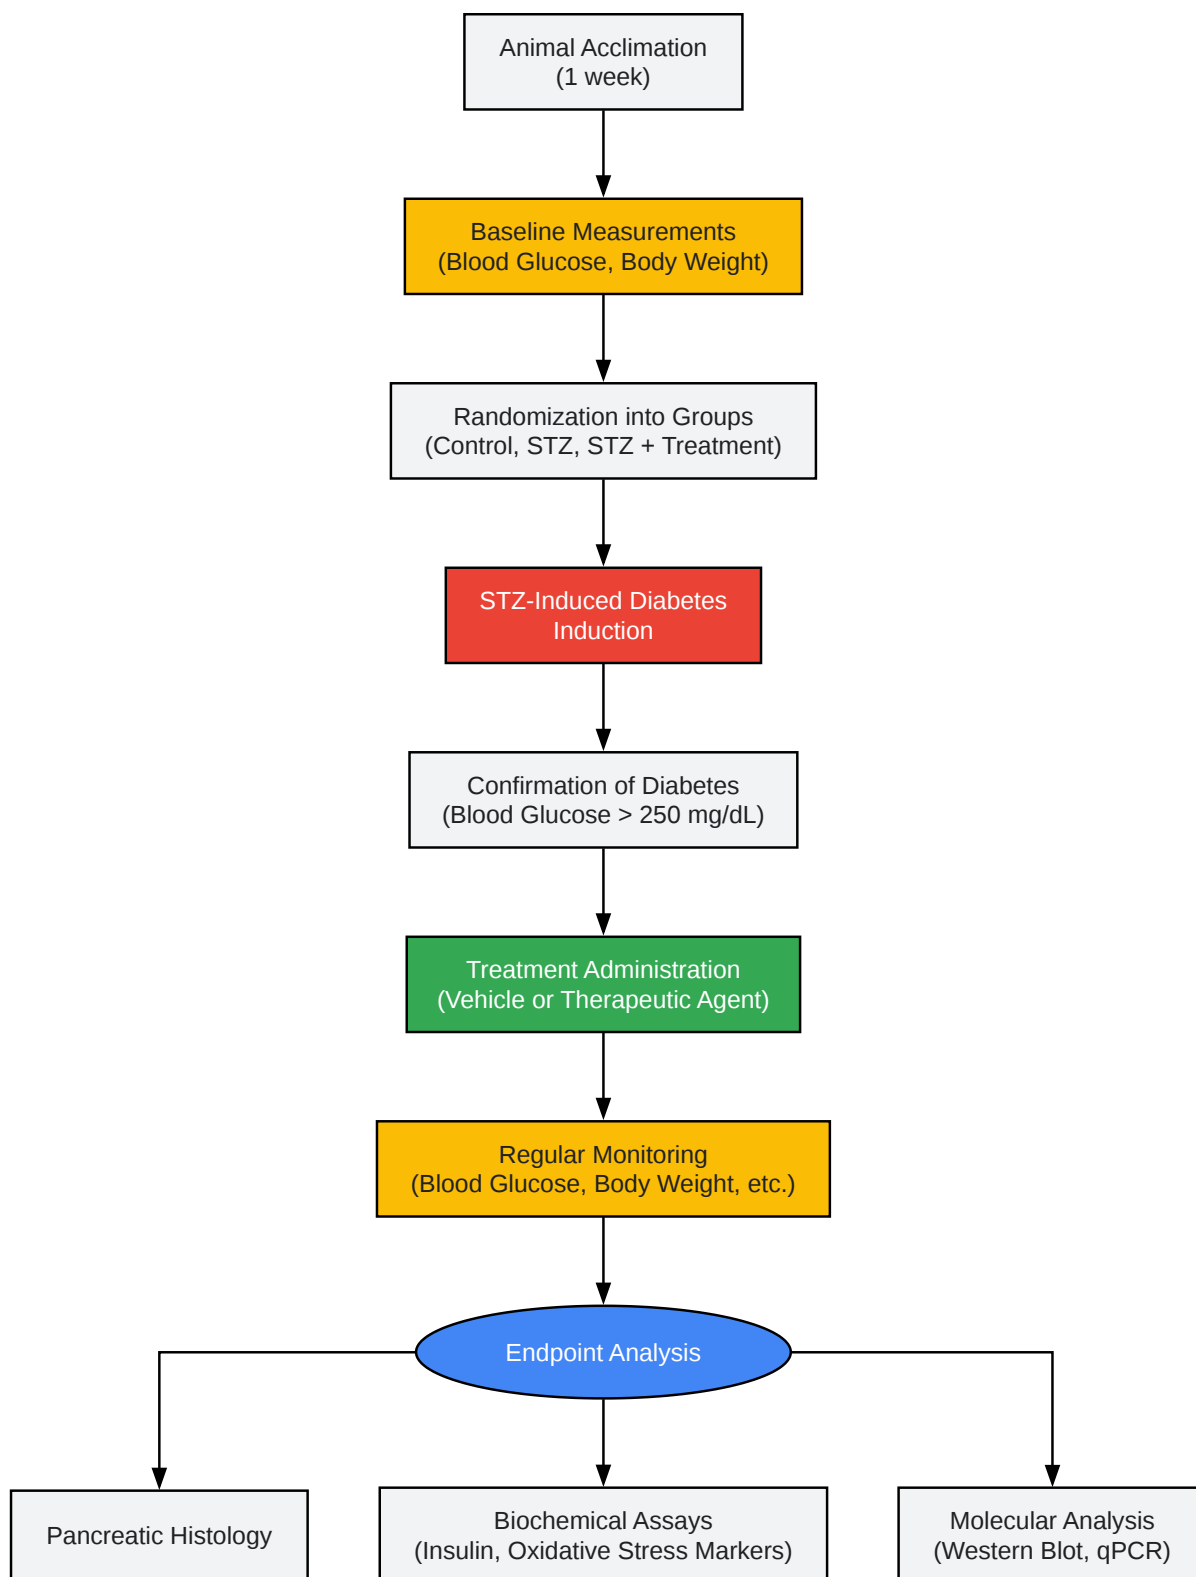 Animal Acclimation
(1 week)
Baseline Measurements
(Blood Glucose, Body Weight)
Randomization into Groups
(Control, STZ, STZ + Treatment)
STZ-Induced Diabetes
Induction
Confirmation of Diabetes
(Blood Glucose > 250 mg/dL)
Treatment Administration
(Vehicle or Therapeutic Agent)
Regular Monitoring
(Blood Glucose, Body Weight, etc.)
Endpoint Analysis
Pancreatic Histology
Biochemical Assays
(Insulin, Oxidative Stress Markers)
Molecular Analysis
(Western Blot, qPCR)